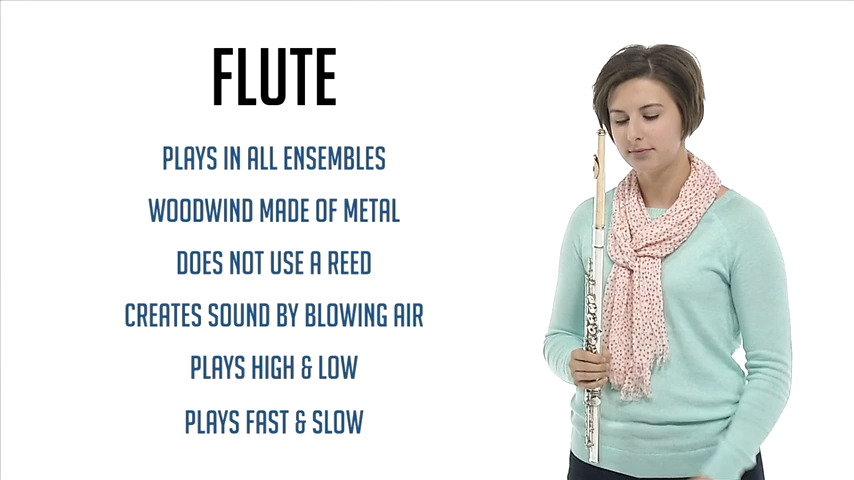 FLUTE
PLAYS IN ALL ENSEMBLES
WOODWIND MADE OF METAL
DOES NOT USE A REED
CREATES SOUND BY BLOWING AIR
PLAYS HIGH & LOW
PLAYS FAST & SLOW